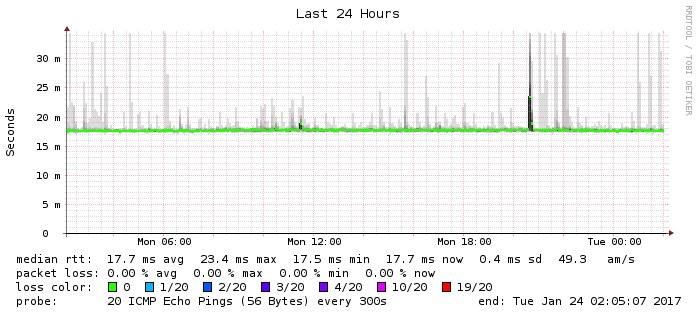 Last 24 Hours
RRDTOOL / TOBI OETIKER
Seconds
30 m
25 m
20 m
15 m
10 m
5 m
0
Mon 06:00 Mon 12:00 Mon 18:00 Tue 00:00
median rtt: 17.7 ms avg 23.4 ms max 17.5 ms min 17.7 ms now 0.4 ms sd 49.3 am/s
packet loss: 0.00 % avg 0.00 % max 0.00 % min 0.00 % now
loss color: 0 1/20 2/20 3/20 4/20 10/20 19/20
probe: 20 ICMP Echo Pings (56 Bytes) every 300s end: Tue Jan 24 02:05:07 2017